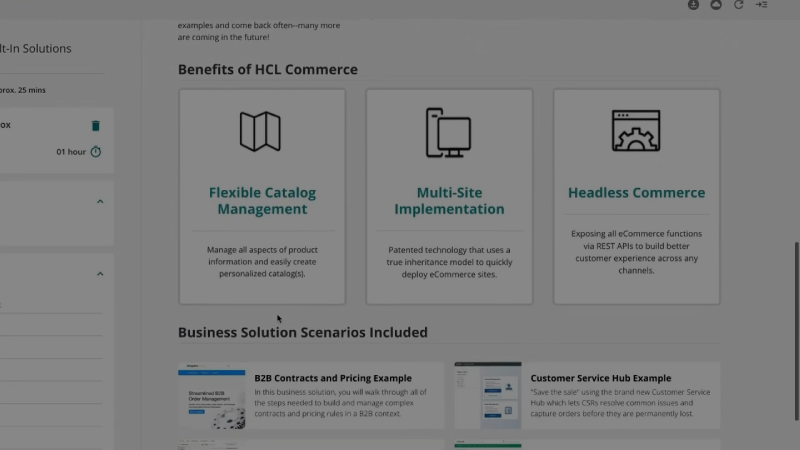 examples and come back often--many more
are coming in the future!
lt-In Solutions
prox. 25 mins
ox
01 hour
Benefits of HCL Commerce
Flexible Catalog
Management
Manage all aspects of product
information and easily create
personalized catalog(s).
Multi-Site
Implementation
Patented technology that uses a
true inheritance model to quickly
deploy eCommerce sites.
Headless Commerce
Exposing all eCommerce functions
via REST APIs to build better
customer experience across any
channels.
Business Solution Scenarios Included
Streamlined B2B
Order Management
B2B Contracts and Pricing Example
In this business solution, you will walk through all of
the steps needed to build and manage complex
contracts and pricing rules in a B2B context.
Customer Service Hub Example
"Save the sale" using the brand new Customer Service
Hub which lets CSRs resolve common issues and
capture orders before they are permanently lost.